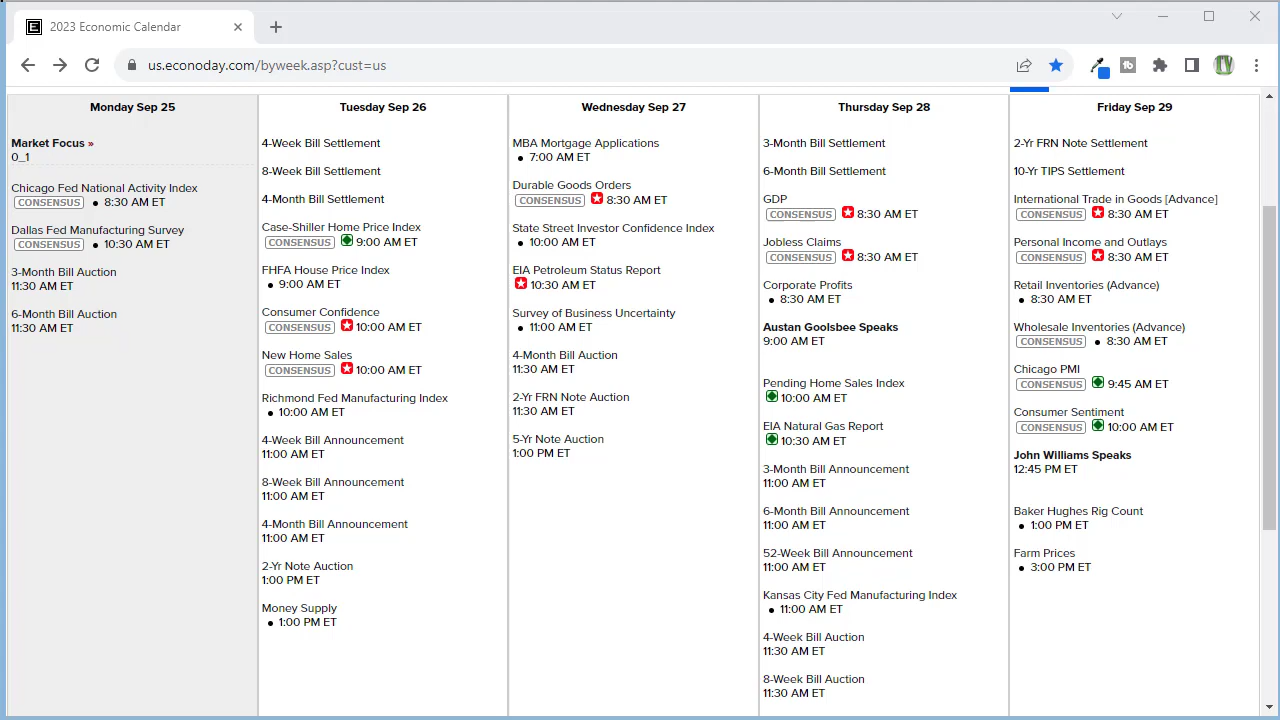 2023 Economic Calendar
us.econoday.com/byweek.asp?cust=us
Monday Sep 25
Market Focus »
0_1
Chicago Fed National Activity Index
CONSENSUS • 8:30 AM ET
Dallas Fed Manufacturing Survey
CONSENSUS • 10:30 AM ET
3-Month Bill Auction
11:30 AM ET
6-Month Bill Auction
11:30 AM ET
Tuesday Sep 26
4-Week Bill Settlement
8-Week Bill Settlement
4-Month Bill Settlement
Case-Shiller Home Price Index
CONSENSUS 9:00 AM ET
FHFA House Price Index
• 9:00 AM ET
Consumer Confidence
CONSENSUS 10:00 AM ET
New Home Sales
CONSENSUS 10:00 AM ET
Richmond Fed Manufacturing Index
• 10:00 AM ET
4-Week Bill Announcement
11:00 AM ET
8-Week Bill Announcement
11:00 AM ET
4-Month Bill Announcement
11:00 AM ET
2-Yr Note Auction
1:00 PM ET
Money Supply
• 1:00 PM ET
Wednesday Sep 27
MBA Mortgage Applications
• 7:00 AM ET
Durable Goods Orders
CONSENSUS 8:30 AM ET
State Street Investor Confidence Index
• 10:00 AM ET
EIA Petroleum Status Report
10:30 AM ET
Survey of Business Uncertainty
• 11:00 AM ET
4-Month Bill Auction
11:30 AM ET
2-Yr FRN Note Auction
11:30 AM ET
5-Yr Note Auction
1:00 PM ET
Thursday Sep 28
3-Month Bill Settlement
6-Month Bill Settlement
GDP
CONSENSUS 8:30 AM ET
Jobless Claims
CONSENSUS 8:30 AM ET
Corporate Profits
• 8:30 AM ET
Austan Goolsbee Speaks
9:00 AM ET
Pending Home Sales Index
10:00 AM ET
EIA Natural Gas Report
10:30 AM ET
3-Month Bill Announcement
11:00 AM ET
6-Month Bill Announcement
11:00 AM ET
52-Week Bill Announcement
11:00 AM ET
Kansas City Fed Manufacturing Index
• 11:00 AM ET
4-Week Bill Auction
11:30 AM ET
8-Week Bill Auction
11:30 AM ET
Friday Sep 29
2-Yr FRN Note Settlement
10-Yr TIPS Settlement
International Trade in Goods [Advance]
CONSENSUS 8:30 AM ET
Personal Income and Outlays
CONSENSUS 8:30 AM ET
Retail Inventories (Advance)
• 8:30 AM ET
Wholesale Inventories (Advance)
CONSENSUS • 8:30 AM ET
Chicago PMI
CONSENSUS 9:45 AM ET
Consumer Sentiment
CONSENSUS 10:00 AM ET
John Williams Speaks
12:45 PM ET
Baker Hughes Rig Count
• 1:00 PM ET
Farm Prices
• 3:00 PM ET